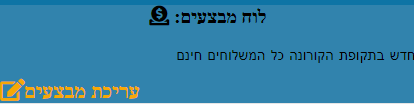 לוח מבצעים:
חדש בתקופת הקורונה כל המשלוחים חינם
עריכת מבצעים